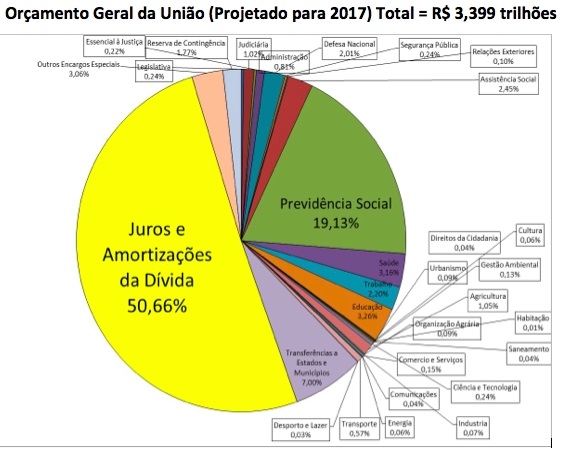 Orçamento Geral da União (Projetado para 2017) Total = R$ 3,399 trilhões
Essencial à Justiça
0,22%
Reserva de Contingência
1,77%
Judiciária
1,02%
Defesa Nacional
2,01%
Segurança Pública
0,24%
Relações Exteriores
0,10%
Outros Encargos Especiais
3,06%
Legislativa
0,24%
Administração
0,81%
Assistência Social
2,45%
Previdência Social
19,13%
Juros e
Amortizações
da Dívida
50,66%
Saúde
3,16%
Trabalho
2,20%
Educação
3,26%
Transferências a
Estados e
Municípios
7,00%
Direitos da Cidadania
0,04%
Cultura
0,06%
Urbanismo
0,09%
Gestão Ambiental
0,13%
Agricultura
1,05%
Organização Agrária
0,09%
Habitação
0,01%
Saneamento
0,04%
Comercio e Serviços
0,15%
Ciência e Tecnologia
0,24%
Comunicações
0,04%
Desporto e Lazer
0,03%
Transporte
0,57%
Energia
0,06%
Industria
0,07%